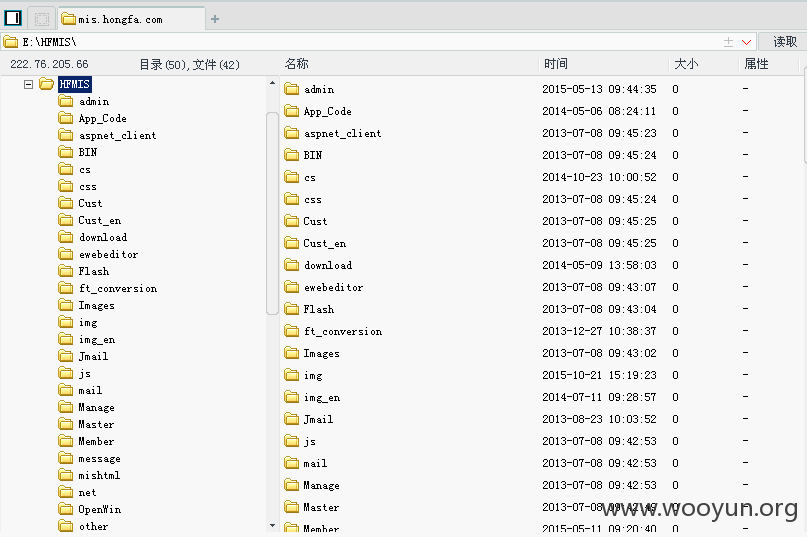 mis.hongfa.com
E:\HFMIS\
读取
222.76.205.66 目录(50),文件(42) 名称 时间 大小 属性
HFMIS
admin
App_Code
aspnet_client
BIN
cs
css
Cust
Cust_en
download
ewebeditor
Flash
ft_conversion
Images
img
img_en
Jmail
js
mail
Manage
Master
Member
message
mishtml
net
OpenWin
other
admin 2015-05-13 09:44:35 0 -
App_Code 2014-05-06 08:24:11 0 -
aspnet_client 2013-07-08 09:45:23 0 -
BIN 2013-07-08 09:45:24 0 -
cs 2014-10-23 10:00:52 0 -
css 2013-07-08 09:45:24 0 -
Cust 2013-07-08 09:45:25 0 -
Cust_en 2013-07-08 09:45:25 0 -
download 2014-05-09 13:58:03 0 -
ewebeditor 2013-07-08 09:43:07 0 -
Flash 2013-07-08 09:43:04 0 -
ft_conversion 2013-12-27 10:38:37 0 -
Images 2013-07-08 09:43:02 0 -
img 2015-10-21 15:19:23 0 -
img_en 2014-07-11 09:28:57 0 -
Jmail 2013-08-23 10:03:52 0 -
js 2013-07-08 09:42:53 0 -
mail 2013-07-08 09:42:53 0 -
Manage 2013-07-08 09:42:53 0 -
Master 2013-07-08 09:42:49 0 -
Member 2015-05-11 09:20:40 0 -
www.wooyun.org